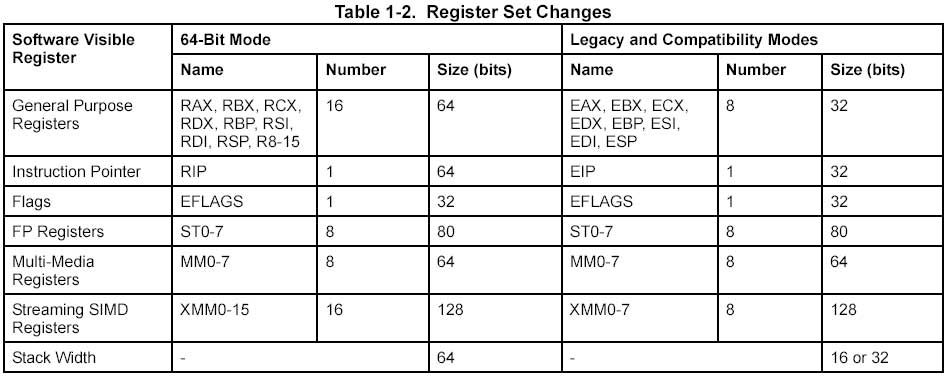 Table 1-2. Register Set Changes
Software Visible Register 64-Bit Mode Legacy and Compatibility Modes
Name Number Size (bits) Name Number Size (bits)
General Purpose Registers RAX, RBX, RCX, RDX, RBP, RSI, RDI, RSP, R8-15 16 64 EAX, EBX, ECX, EDX, EBP, ESI, EDI, ESP 8 32
Instruction Pointer RIP 1 64 EIP 1 32
Flags EFLAGS 1 32 EFLAGS 1 32
FP Registers ST0-7 8 80 ST0-7 8 80
Multi-Media Registers MM0-7 8 64 MM0-7 8 64
Streaming SIMD Registers XMM0-15 16 128 XMM0-7 8 128
Stack Width - 64 - 16 or 32